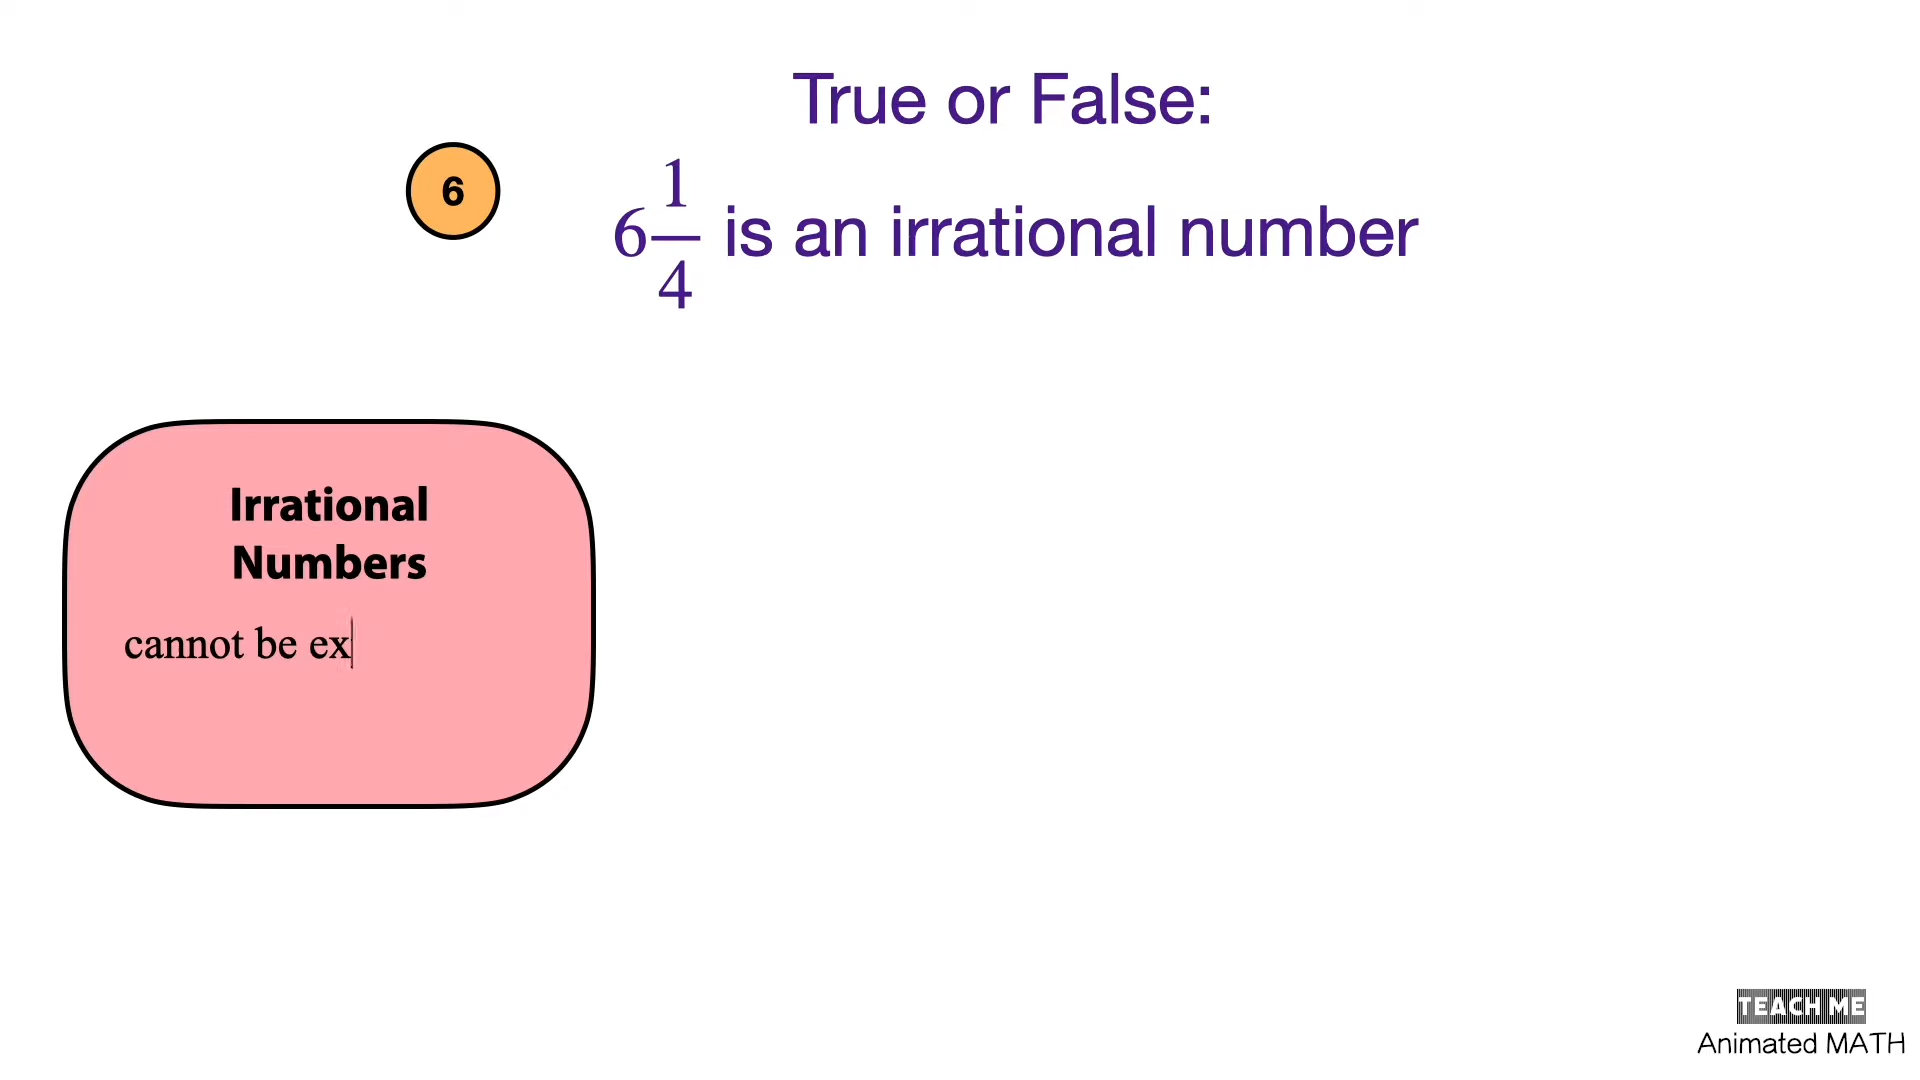 True or False:
6
6 1/4 is an irrational number
Irrational
Numbers
cannot be ex
TEACH ME
Animated MATH